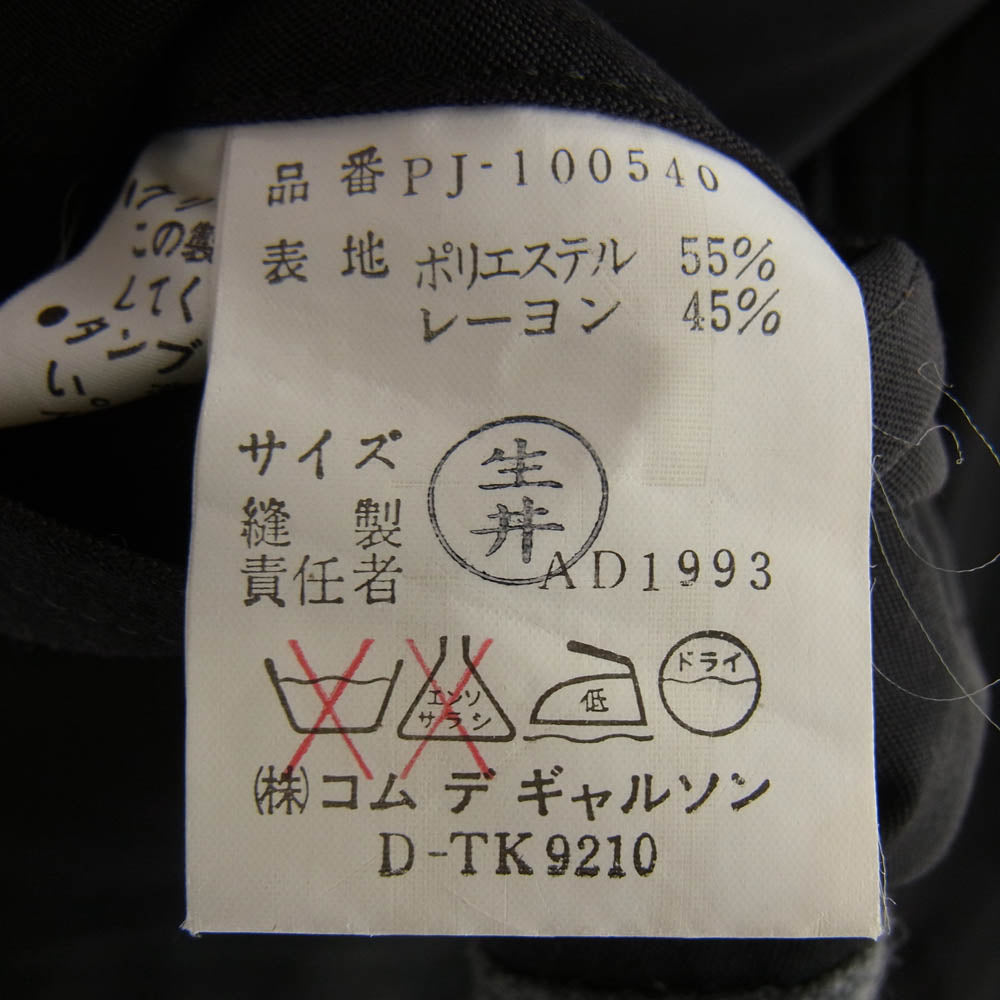 品番 PJ-100540
表地 ポリエステル 55%
レーヨン 45%
サイズ
縫製
責任者
生
井
AD1993
エンソ
サラシ
低
ドライ
㈱コム デ ギャルソン
D-TK9210
この製
してく
●タンブ
い。